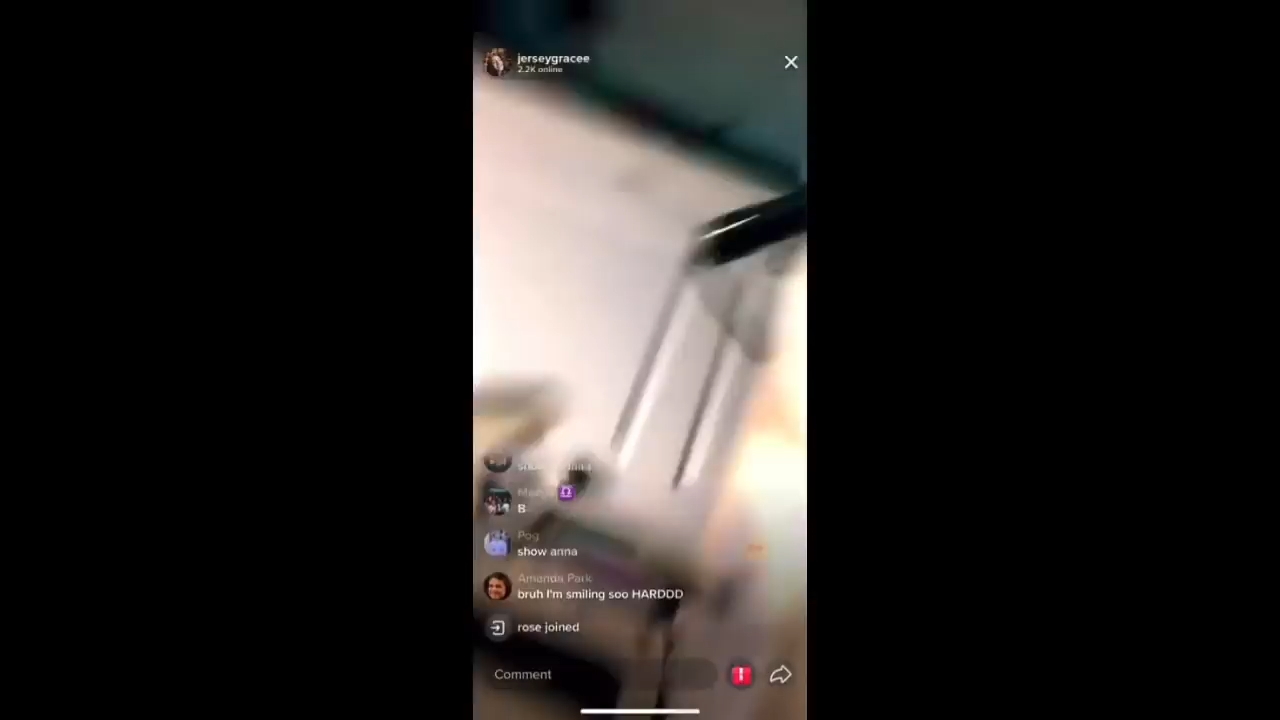 jerseygracee
2.2K online
B
Pog
show anna
Amanda Park
bruh I'm smiling soo HARDDD
rose joined
Comment